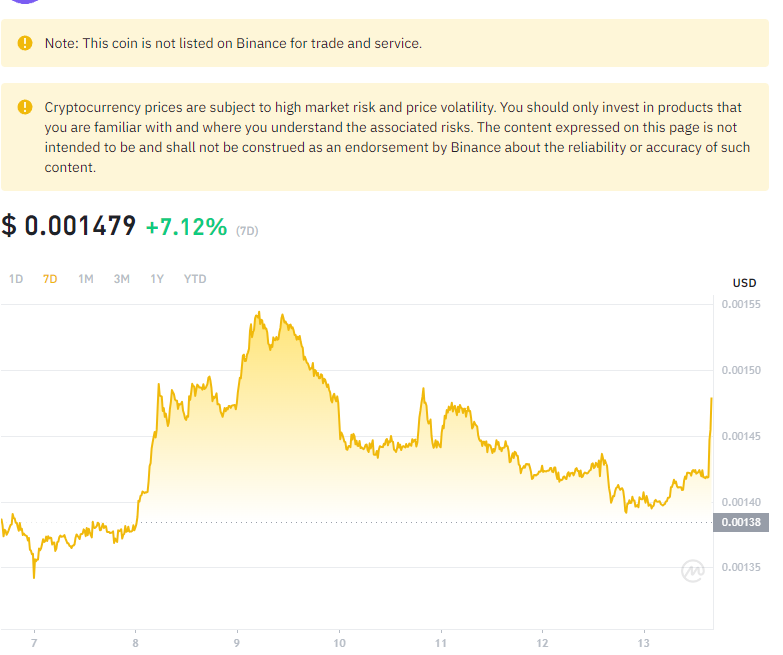 Note: This coin is not listed on Binance for trade and service.
Cryptocurrency prices are subject to high market risk and price volatility. You should only invest in products that
you are familiar with and where you understand the associated risks. The content expressed on this page is not
intended to be and shall not be construed as an endorsement by Binance about the reliability or accuracy of such
content.
$ 0.001479 +7.12% (7D)
1D 7D 1M 3M 1Y YTD
USD
0.00155
0.00150
0.00145
0.00140
0.00138
0.00135
7 8 9 10 11 12 13